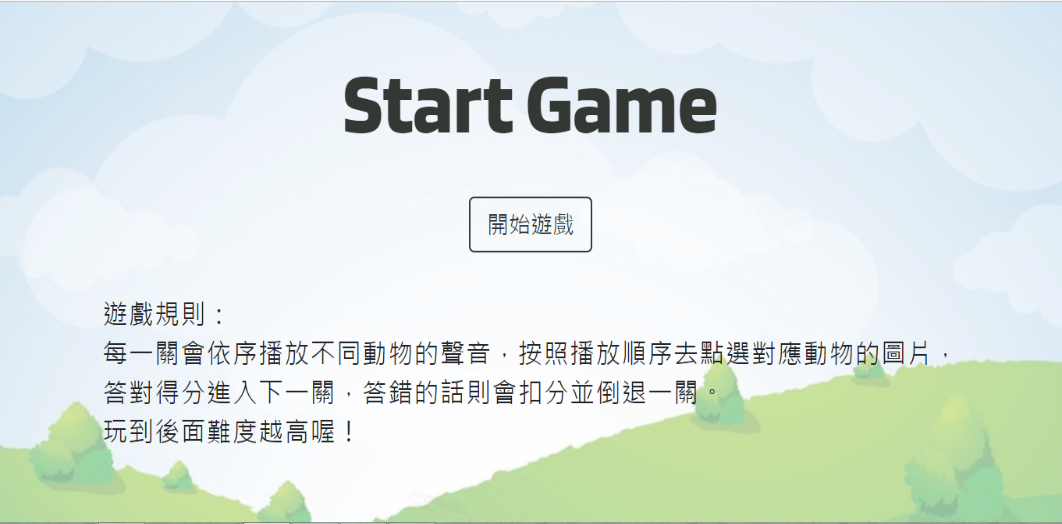 Start Game
開始遊戲
遊戲規則：
每一關會依序播放不同動物的聲音，按照播放順序去點選對應動物的圖片，
答對得分進入下一關，答錯的話則會扣分並倒退一關。
玩到後面難度越高喔！